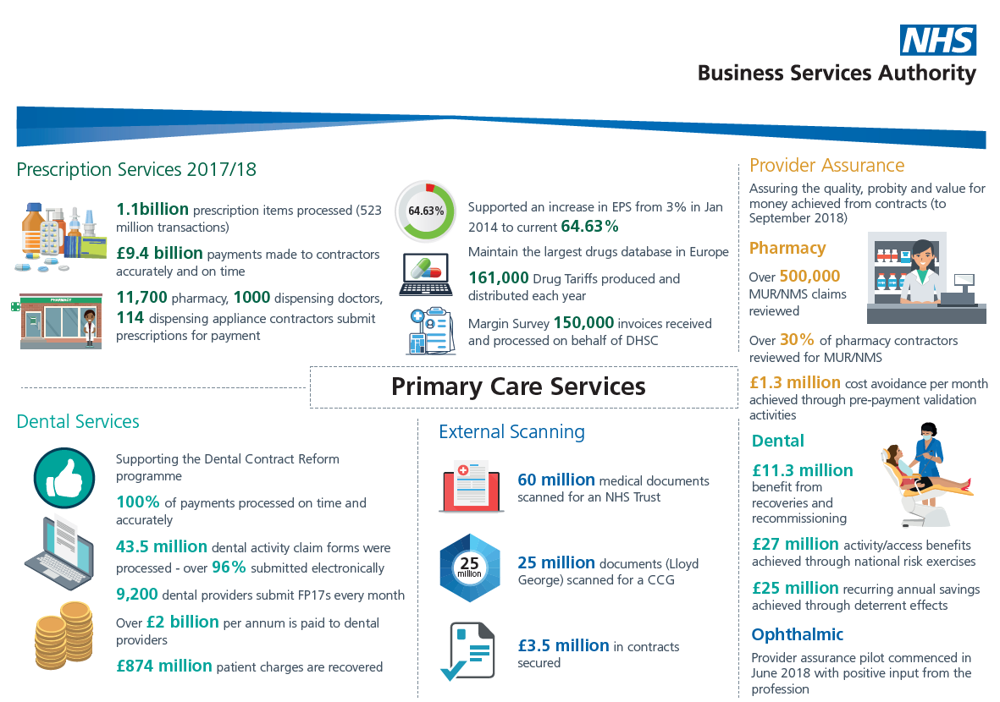 NHS
Business Services Authority
Prescription Services 2017/18
1.1billion prescription items processed (523
million transactions)
£9.4 billion payments made to contractors
accurately and on time
PHARMACY
11,700 pharmacy, 1000 dispensing doctors,
114 dispensing appliance contractors submit
prescriptions for payment
64.63%
Supported an increase in EPS from 3% in Jan
2014 to current 64.63%
Maintain the largest drugs database in Europe
161,000 Drug Tariffs produced and
distributed each year
Margin Survey 150,000 invoices received
and processed on behalf of DHSC
Provider Assurance
Assuring the quality, probity and value for
money achieved from contracts (to
September 2018)
Pharmacy
Over 500,000
MUR/NMS claims
reviewed
Over 30% of pharmacy contractors
reviewed for MUR/NMS
£1.3 million cost avoidance per month
achieved through pre-payment validation
activities
Dental
£11.3 million
benefit from
recoveries and
recommissioning
£27 million activity/access benefits
achieved through national risk exercises
£25 million recurring annual savings
achieved through deterrent effects
Ophthalmic
Provider assurance pilot commenced in
June 2018 with positive input from the
profession
Primary Care Services
Dental Services
Supporting the Dental Contract Reform
programme
100% of payments processed on time and
accurately
43.5 million dental activity claim forms were
processed - over 96% submitted electronically
9,200 dental providers submit FP17s every month
Over £2 billion per annum is paid to dental
providers
£874 million patient charges are recovered
External Scanning
60 million medical documents
scanned for an NHS Trust
25
million
25 million documents (Lloyd
George) scanned for a CCG
£3.5 million in contracts
secured